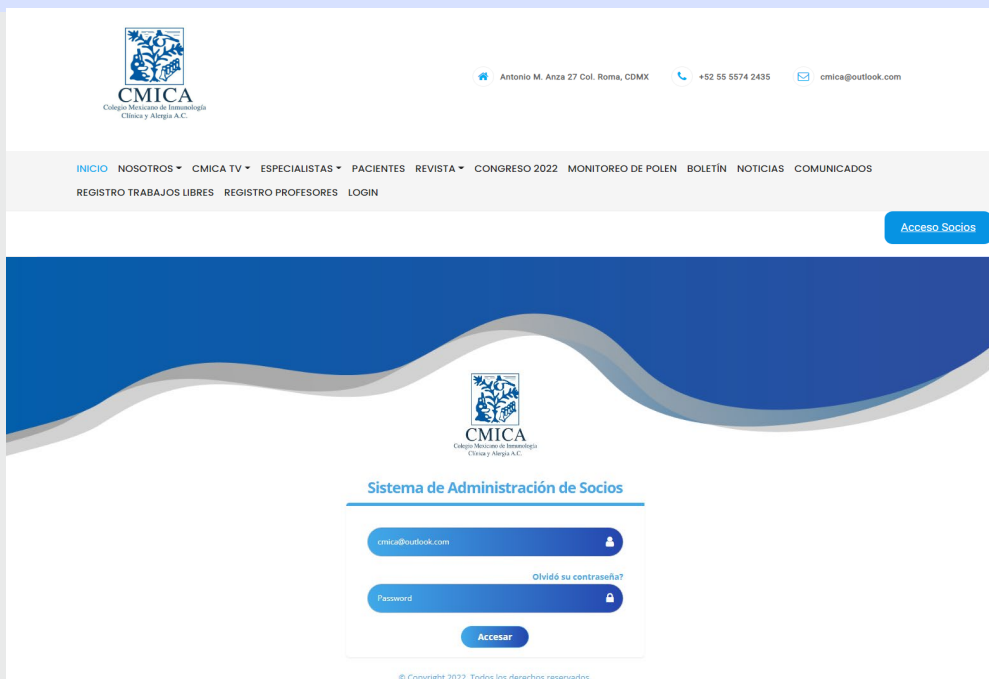 CMICA
Colegio Mexicano de Inmunología
Clínica y Alergia A.C.
Antonio M. Anza 27 Col. Roma, CDMX +52 55 5574 2435 cmica@outlook.com
INICIO NOSOTROS CMICA TV ESPECIALISTAS PACIENTES REVISTA CONGRESO 2022 MONITOREO DE POLEN BOLETÍN NOTICIAS COMUNICADOS
REGISTRO TRABAJOS LIBRES REGISTRO PROFESORES LOGIN
Acceso Socios
CMICA
Colegio Mexicano de Inmunología
Clínica y Alergia A.C.
Sistema de Administración de Socios
cmica@outlook.com
Olvidó su contraseña?
Password
Accesar
© Copyright 2022. Todos los derechos reservados.